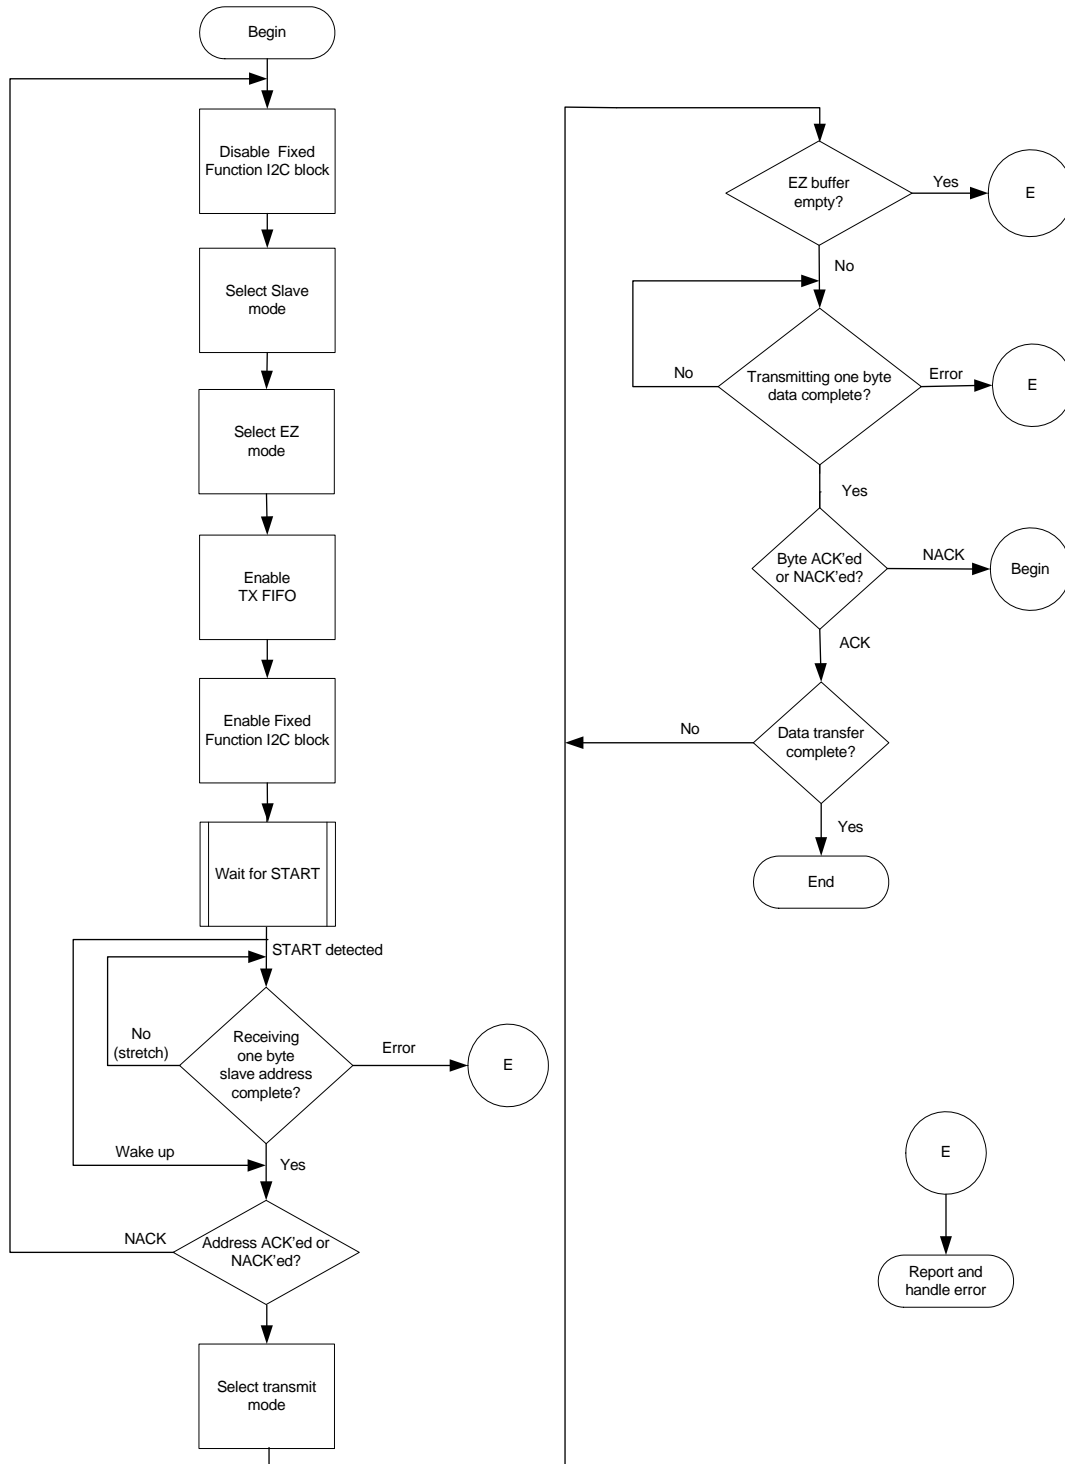 Begin
Disable Fixed
Function I2C block
Select Slave
mode
Select EZ
mode
Enable
TX FIFO
Enable Fixed
Function I2C block
Wait for START
START detected
No
(stretch)
Receiving
one byte
slave address
complete?
Error
E
Wake up
Yes
NACK
Address ACK'ed or
NACK'ed?
Select transmit
mode
EZ buffer
empty?
Yes
E
No
No
Transmitting one byte
data complete?
Error
E
Yes
Byte ACK'ed
or NACK'ed?
NACK
Begin
ACK
No
Data transfer
complete?
Yes
End
E
Report and
handle error